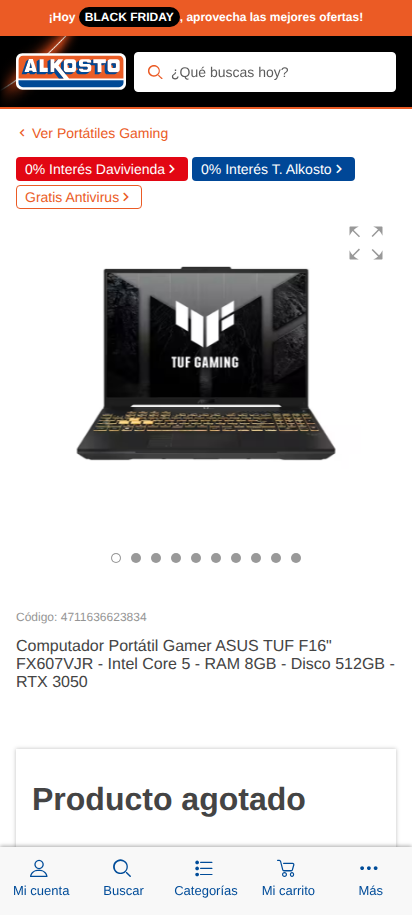 ¡Hoy BLACK FRIDAY, aprovecha las mejores ofertas!
ALKOSTO
¿Qué buscas hoy?
Ver Portátiles Gaming
0% Interés Davivienda
0% Interés T. Alkosto
Gratis Antivirus
TUF GAMING
Código: 4711636623834
Computador Portátil Gamer ASUS TUF F16"
FX607VJR - Intel Core 5 - RAM 8GB - Disco 512GB -
RTX 3050
Producto agotado
Mi cuenta
Buscar
Categorías
Mi carrito
Más